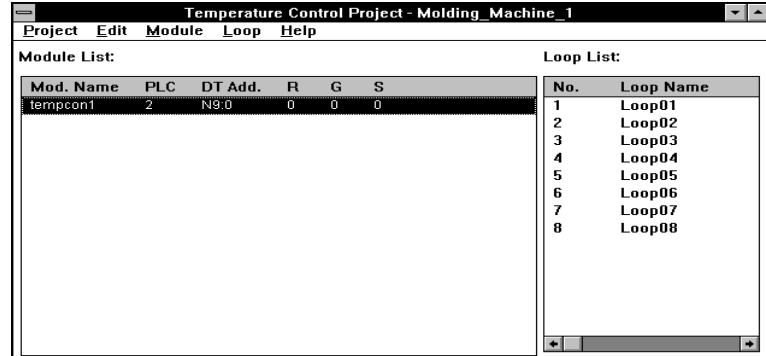 Temperature Control Project - Molding_Machine_1
Project Edit Module Loop Help
Module List: Loop List:
Mod. Name PLC DT Add. R G S No. Loop Name
tempcon1 2 N9:0 0 0 0 1 Loop01
2 Loop02
3 Loop03
4 Loop04
5 Loop05
6 Loop06
7 Loop07
8 Loop08